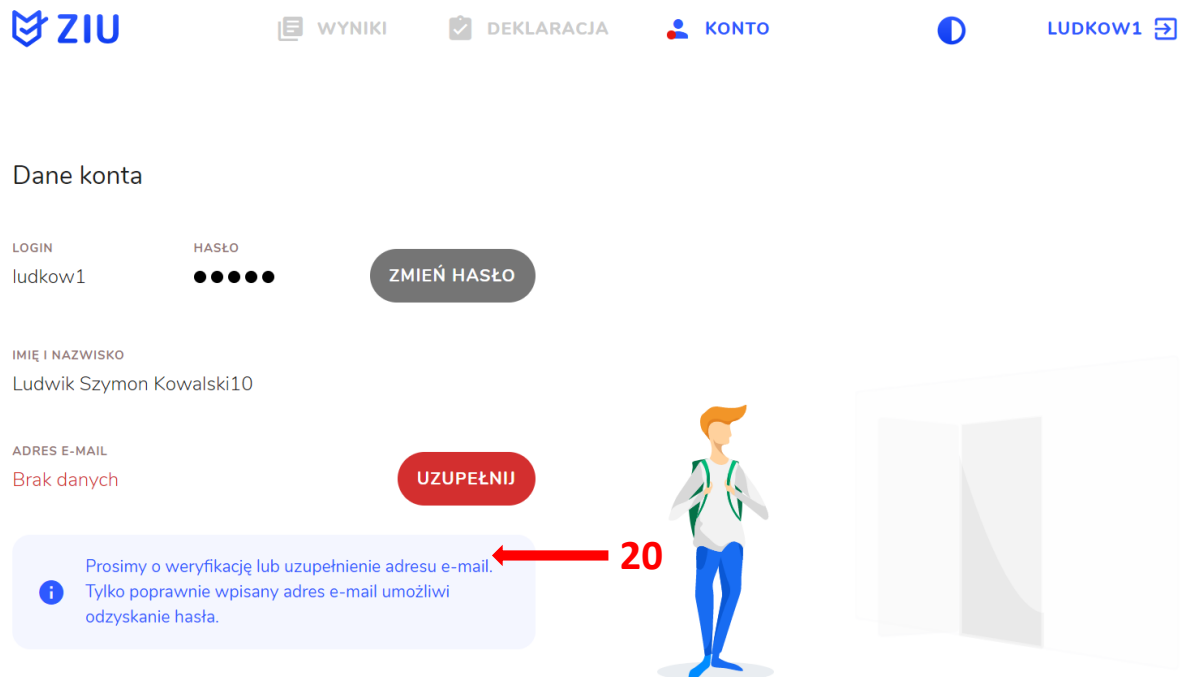 ZIU WYNIKI DEKLARACJA KONTO LUDKOW1
Dane konta
LOGIN HASŁO
ludkow1 ●●●●● ZMIEŃ HASŁO
IMIĘ I NAZWISKO
Ludwik Szymon Kowalski10
ADRES E-MAIL
Brak danych UZUPEŁNIJ
Prosimy o weryfikację lub uzupełnienie adresu e-mail. 20
Tylko poprawnie wpisany adres e-mail umożliwi
odzyskanie hasła.